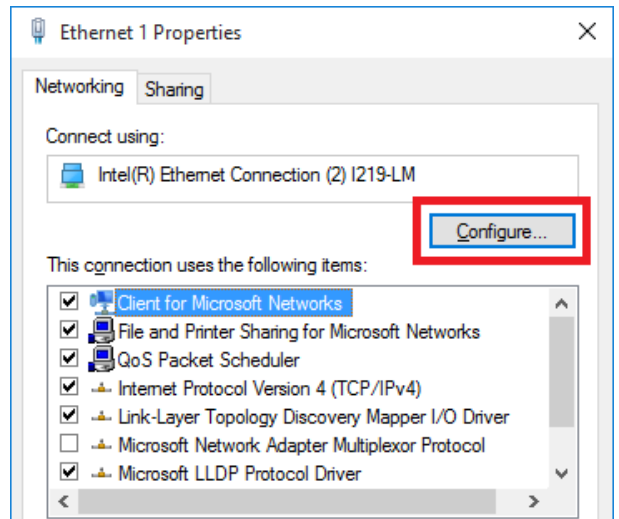 Ethernet 1 Properties
Networking Sharing
Connect using:
Intel(R) Ethernet Connection (2) I219-LM
Configure...
This connection uses the following items:
Client for Microsoft Networks
File and Printer Sharing for Microsoft Networks
QoS Packet Scheduler
Internet Protocol Version 4 (TCP/IPv4)
Link-Layer Topology Discovery Mapper I/O Driver
Microsoft Network Adapter Multiplexor Protocol
Microsoft LLDP Protocol Driver